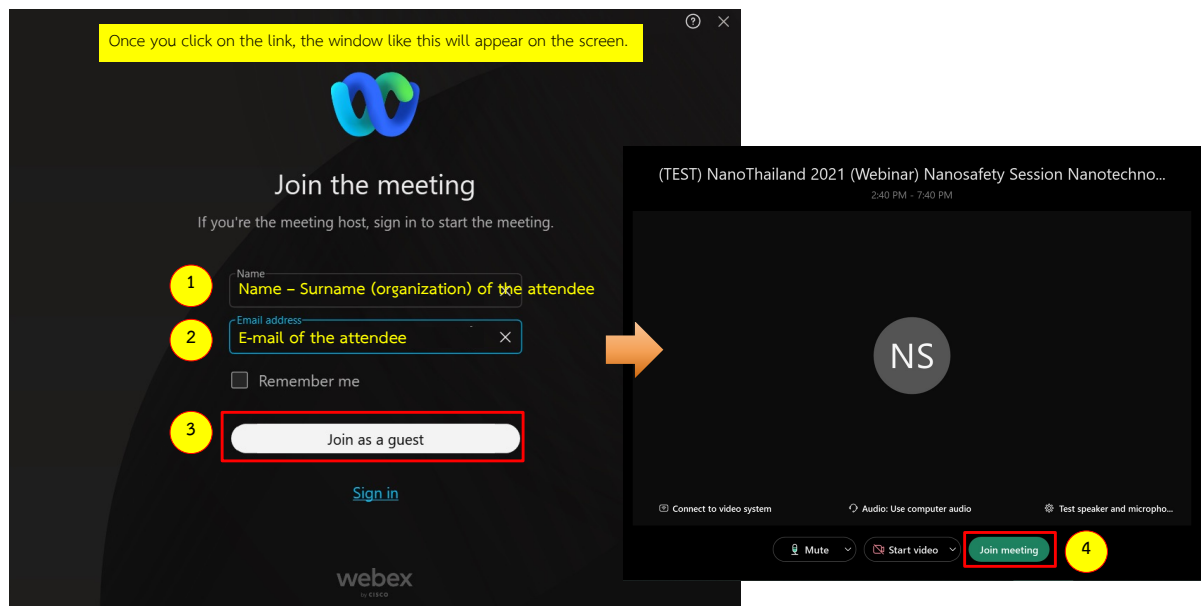 Once you click on the link, the window like this will appear on the screen.
Join the meeting
If you're the meeting host, sign in to start the meeting.
1
Name
Name – Surname (organization) of the attendee
2
Email address
E-mail of the attendee
Remember me
3
Join as a guest
Sign in
webex
by CISCO
(TEST) NanoThailand 2021 (Webinar) Nanosafety Session Nanotechno...
2:40 PM - 7:40 PM
NS
Connect to video system
Audio: Use computer audio
Test speaker and micropho...
Mute
Start video
Join meeting
4